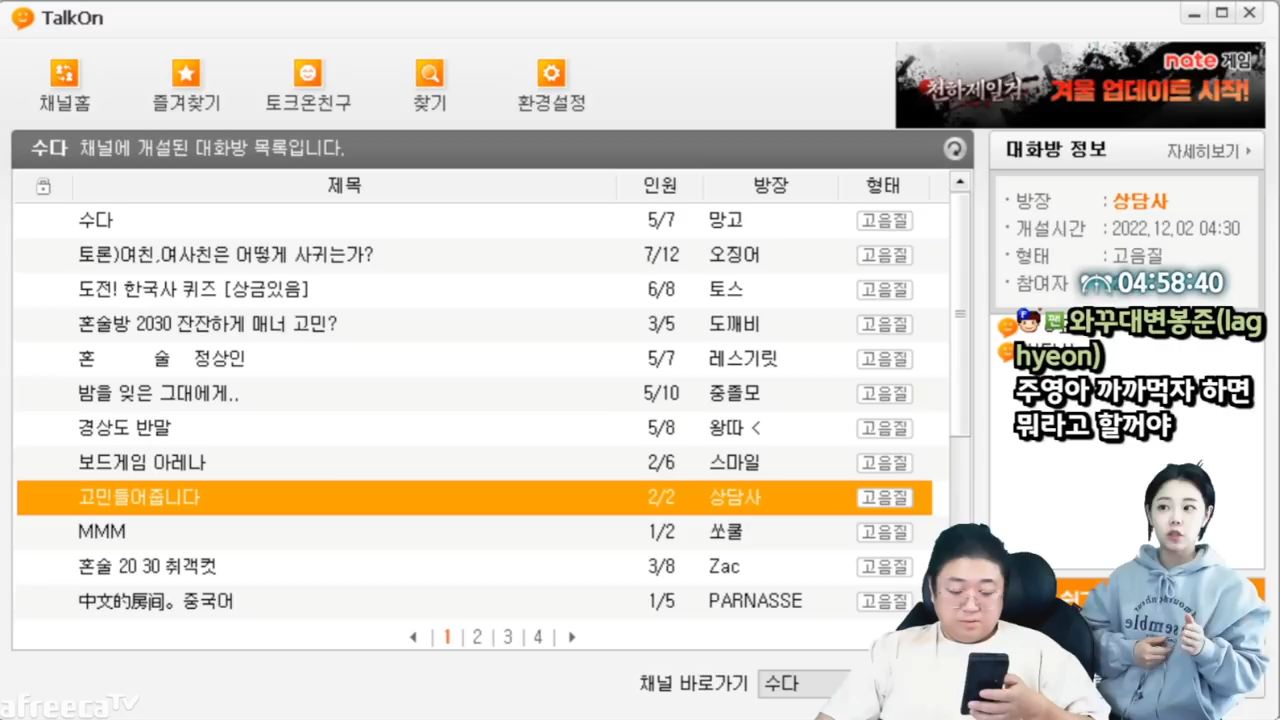 TalkOn
채널홈
즐겨찾기
토크온친구
찾기
환경설정
nate 게임
천하제일검 겨울 업데이트 시작!
수다 채널에 개설된 대화방 목록입니다.
제목 인원 방장 형태
수다 5/7 망고 고음질
토론)여친,여사친은 어떻게 사귀는가? 7/12 오징어 고음질
도전! 한국사 퀴즈 [상금있음] 6/8 토스 고음질
혼술방 2030 잔잔하게 매너 고민? 3/5 도깨비 고음질
혼 술 정상인 5/7 레스기릿 고음질
밤을 잊은 그대에게.. 5/10 중졸모 고음질
경상도 반말 5/8 왕따 < 고음질
보드게임 아레나 2/6 스마일 고음질
고민들어줍니다 2/2 상담사 고음질
MMM 1/2 쏘쿨 고음질
혼술 20 30 취객컷 3/8 Zac 고음질
中文的房间。중국어 1/5 PARNASSE 고음질
1 | 2 | 3 | 4
채널 바로가기 수다
대화방 정보 자세히보기
방장 : 상담사
개설시간 : 2022,12,02 04:30
형태 : 고음질
참여자
04:58:40
팬 와꾸대변봉준(lag
hyeon)
주영아 까까먹자 하면
뭐라고 할꺼야
semble
afreecaTV